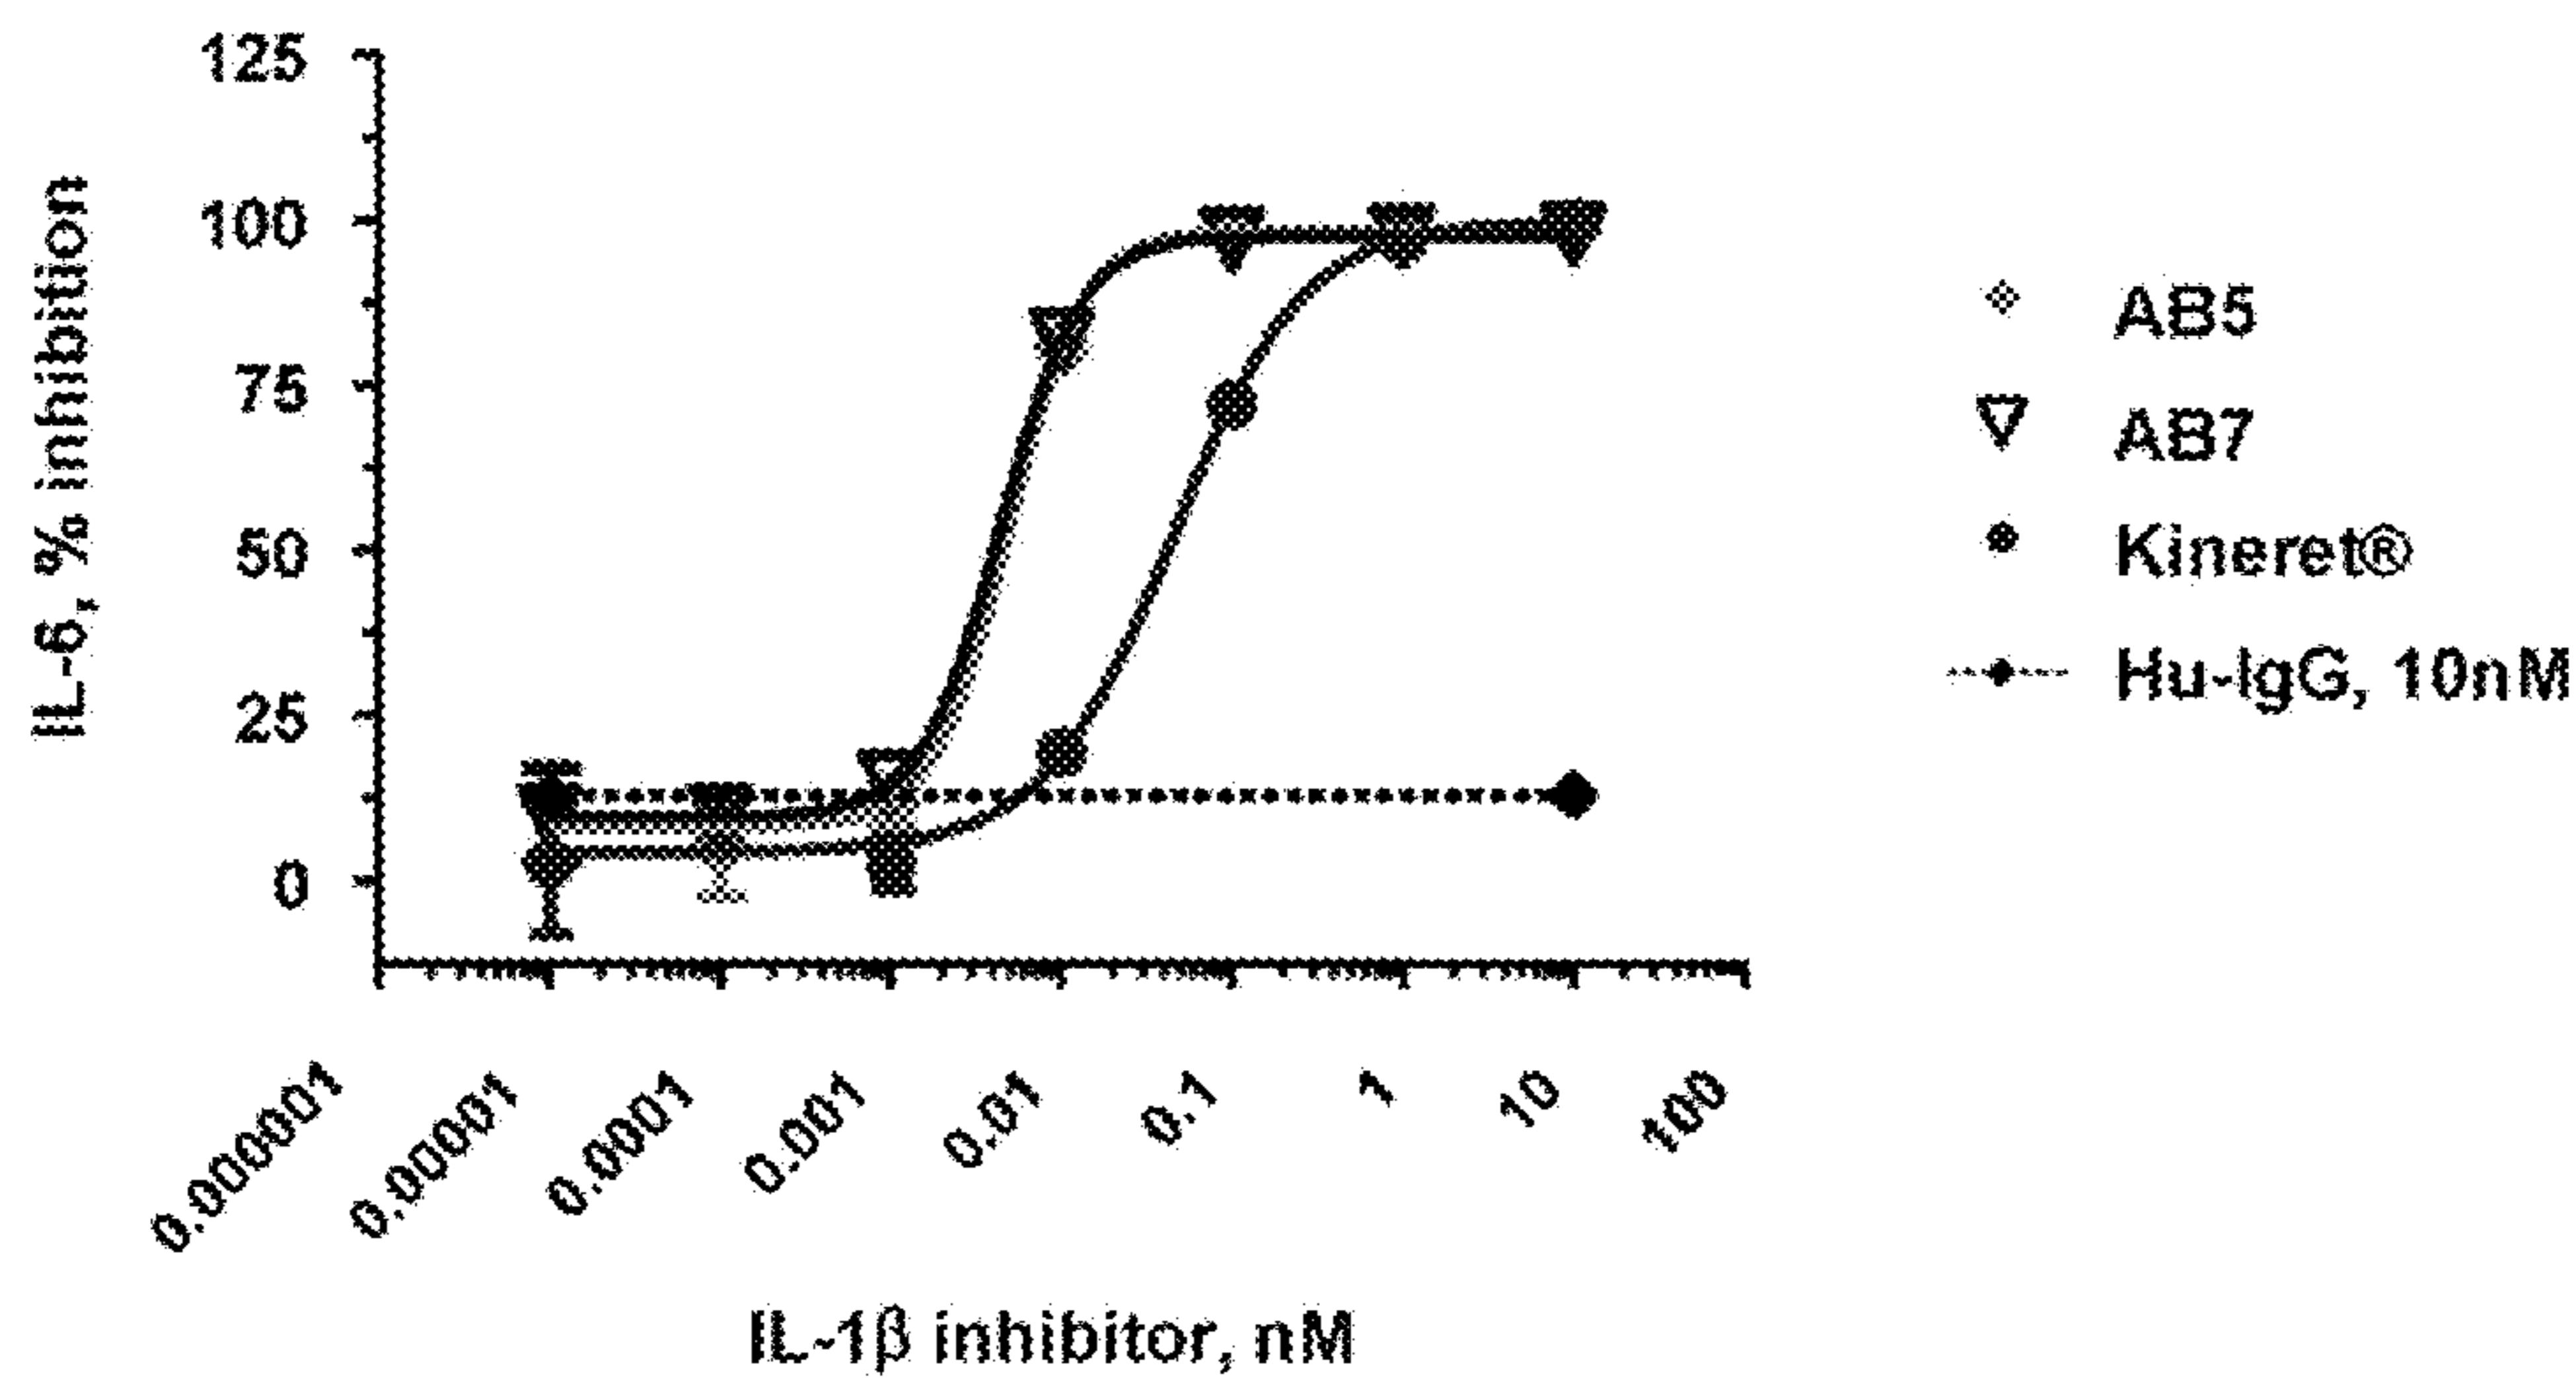 IL-6, % inhibition
125
100
75
50
25
0
0.000001
0.00001
0.0001
0.001
0.01
0.1
1
10
100
IL-1β inhibitor, nM
AB5
AB7
Kineret®
Hu-IgG, 10nM